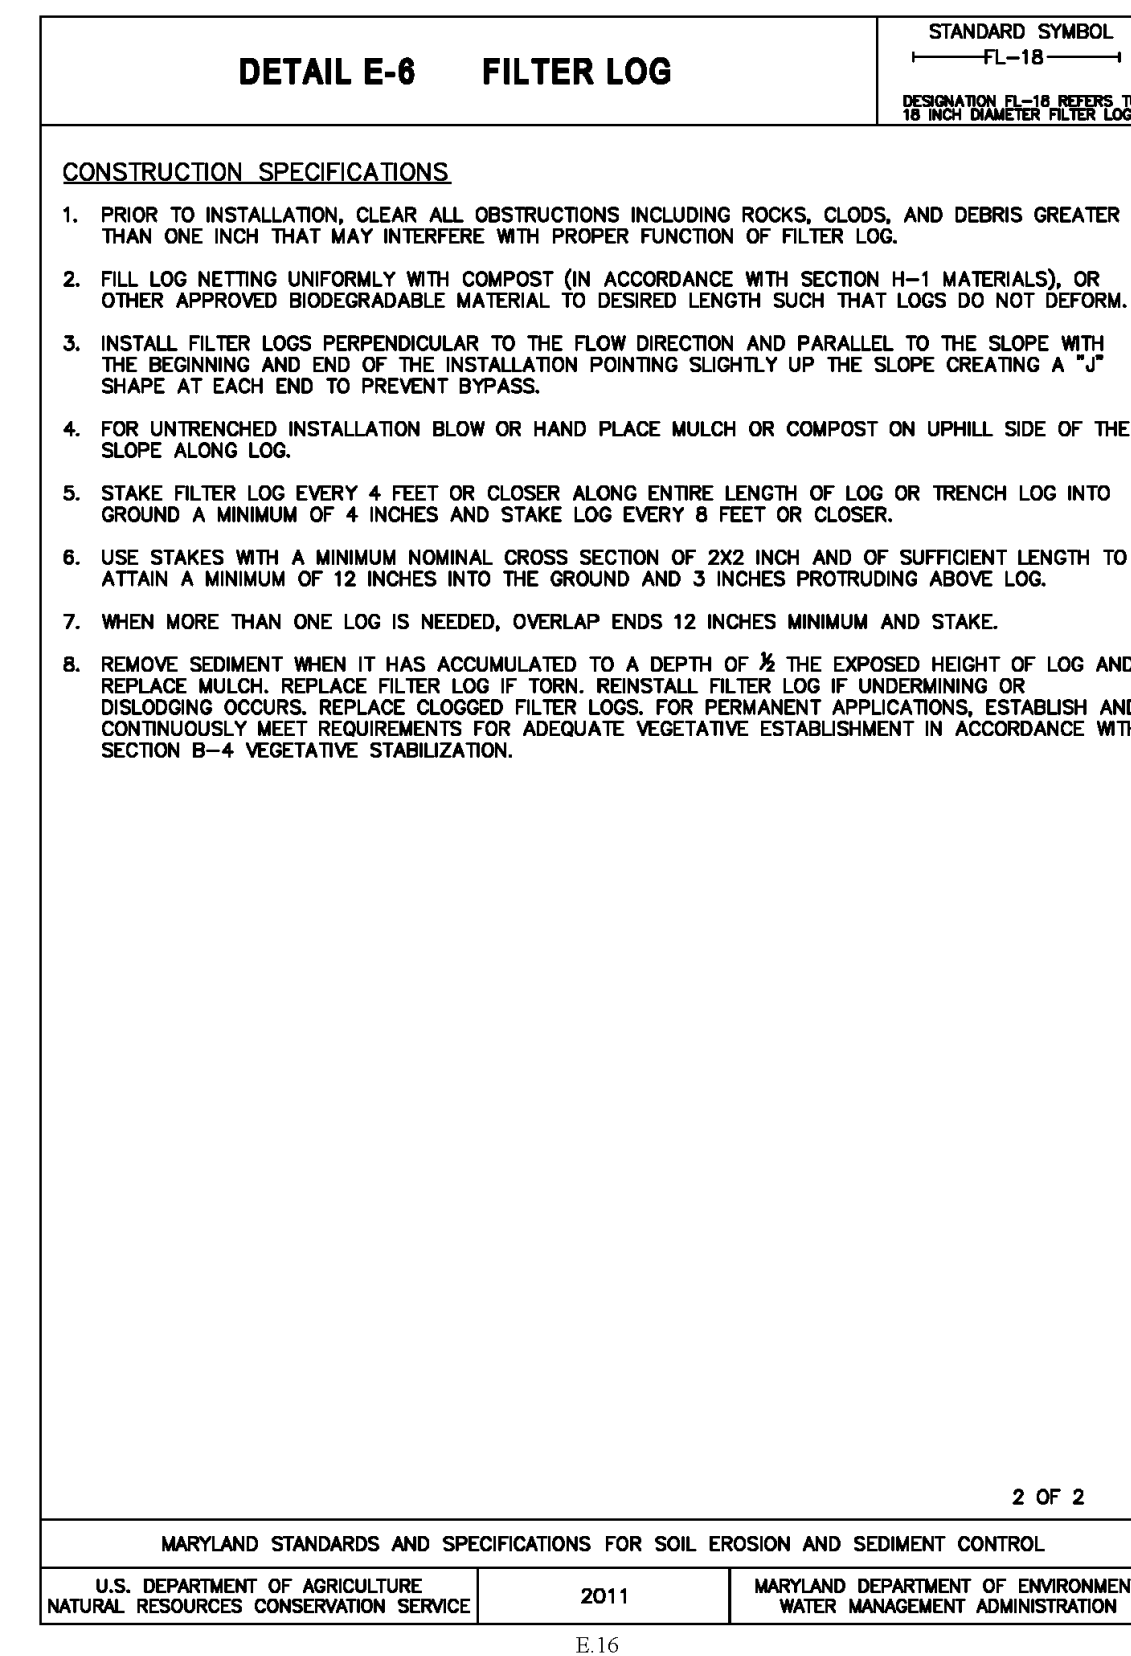 DETAIL E-6 FILTER LOG
STANDARD SYMBOL
FL-18
DESIGNATION FL-18 REFERS
18 INCH DIAMETER FILTER LOG
CONSTRUCTION SPECIFICATIONS
1. PRIOR TO INSTALLATION, CLEAR ALL OBSTRUCTIONS INCLUDING ROCKS, CLODS, AND DEBRIS GREATER
THAN ONE INCH THAT MAY INTERFERE WITH PROPER FUNCTION OF FILTER LOG.
2. FILL LOG NETTING UNIFORMLY WITH COMPOST (IN ACCORDANCE WITH SECTION H-1 MATERIALS), OR
OTHER APPROVED BIODEGRADABLE MATERIAL TO DESIRED LENGTH SUCH THAT LOGS DO NOT DEFORM.
3. INSTALL FILTER LOGS PERPENDICULAR TO THE FLOW DIRECTION AND PARALLEL TO THE SLOPE WITH
THE BEGINNING AND END OF THE INSTALLATION POINTING SLIGHTLY UP THE SLOPE CREATING A "J"
SHAPE AT EACH END TO PREVENT BYPASS.
4. FOR UNTRENCHED INSTALLATION BLOW OR HAND PLACE MULCH OR COMPOST ON UPHILL SIDE OF THE
SLOPE ALONG LOG.
5. STAKE FILTER LOG EVERY 4 FEET OR CLOSER ALONG ENTIRE LENGTH OF LOG OR TRENCH LOG INTO
GROUND A MINIMUM OF 4 INCHES AND STAKE LOG EVERY 8 FEET OR CLOSER.
6. USE STAKES WITH A MINIMUM NOMINAL CROSS SECTION OF 2X2 INCH AND OF SUFFICIENT LENGTH TO
ATTAIN A MINIMUM OF 12 INCHES INTO THE GROUND AND 3 INCHES PROTRUDING ABOVE LOG.
7. WHEN MORE THAN ONE LOG IS NEEDED, OVERLAP ENDS 12 INCHES MINIMUM AND STAKE.
8. REMOVE SEDIMENT WHEN IT HAS ACCUMULATED TO A DEPTH OF ½ THE EXPOSED HEIGHT OF LOG AND
REPLACE MULCH. REPLACE FILTER LOG IF TORN. REINSTALL FILTER LOG IF UNDERMINING OR
DISLODGING OCCURS. REPLACE CLOGGED FILTER LOGS. FOR PERMANENT APPLICATIONS, ESTABLISH AND
CONTINUOUSLY MEET REQUIREMENTS FOR ADEQUATE VEGETATIVE ESTABLISHMENT IN ACCORDANCE WITH
SECTION B-4 VEGETATIVE STABILIZATION.
2 OF 2
MARYLAND STANDARDS AND SPECIFICATIONS FOR SOIL EROSION AND SEDIMENT CONTROL
U.S. DEPARTMENT OF AGRICULTURE
NATURAL RESOURCES CONSERVATION SERVICE
2011
MARYLAND DEPARTMENT OF ENVIRONMEN
WATER MANAGEMENT ADMINISTRATION
E.16